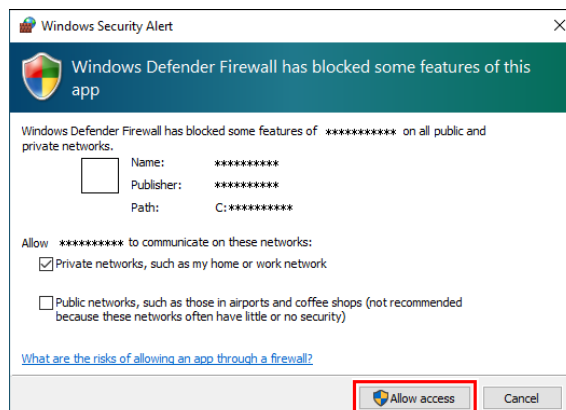 Windows Security Alert
Windows Defender Firewall has blocked some features of this
app
Windows Defender Firewall has blocked some features of *********** on all public and
private networks.
Name: **********
Publisher: **********
Path: C:**********
Allow ********** to communicate on these networks:
Private networks, such as my home or work network
Public networks, such as those in airports and coffee shops (not recommended
because these networks often have little or no security)
What are the risks of allowing an app through a firewall?
Allow access Cancel